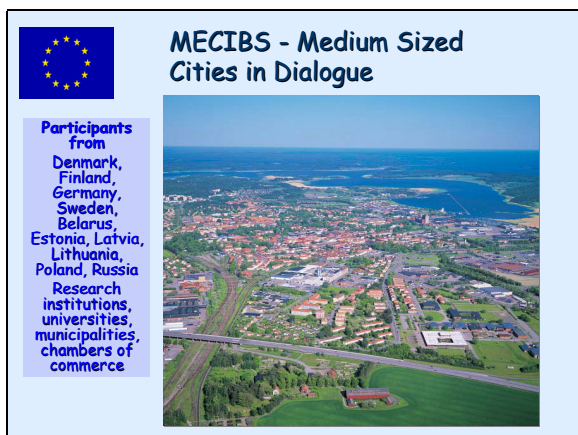 MECIBS - Medium Sized
Cities in Dialogue
Participants
from
Denmark,
Finland,
Germany,
Sweden,
Belarus,
Estonia, Latvia,
Lithuania,
Poland, Russia
Research
institutions,
universities,
municipalities,
chambers of
commerce